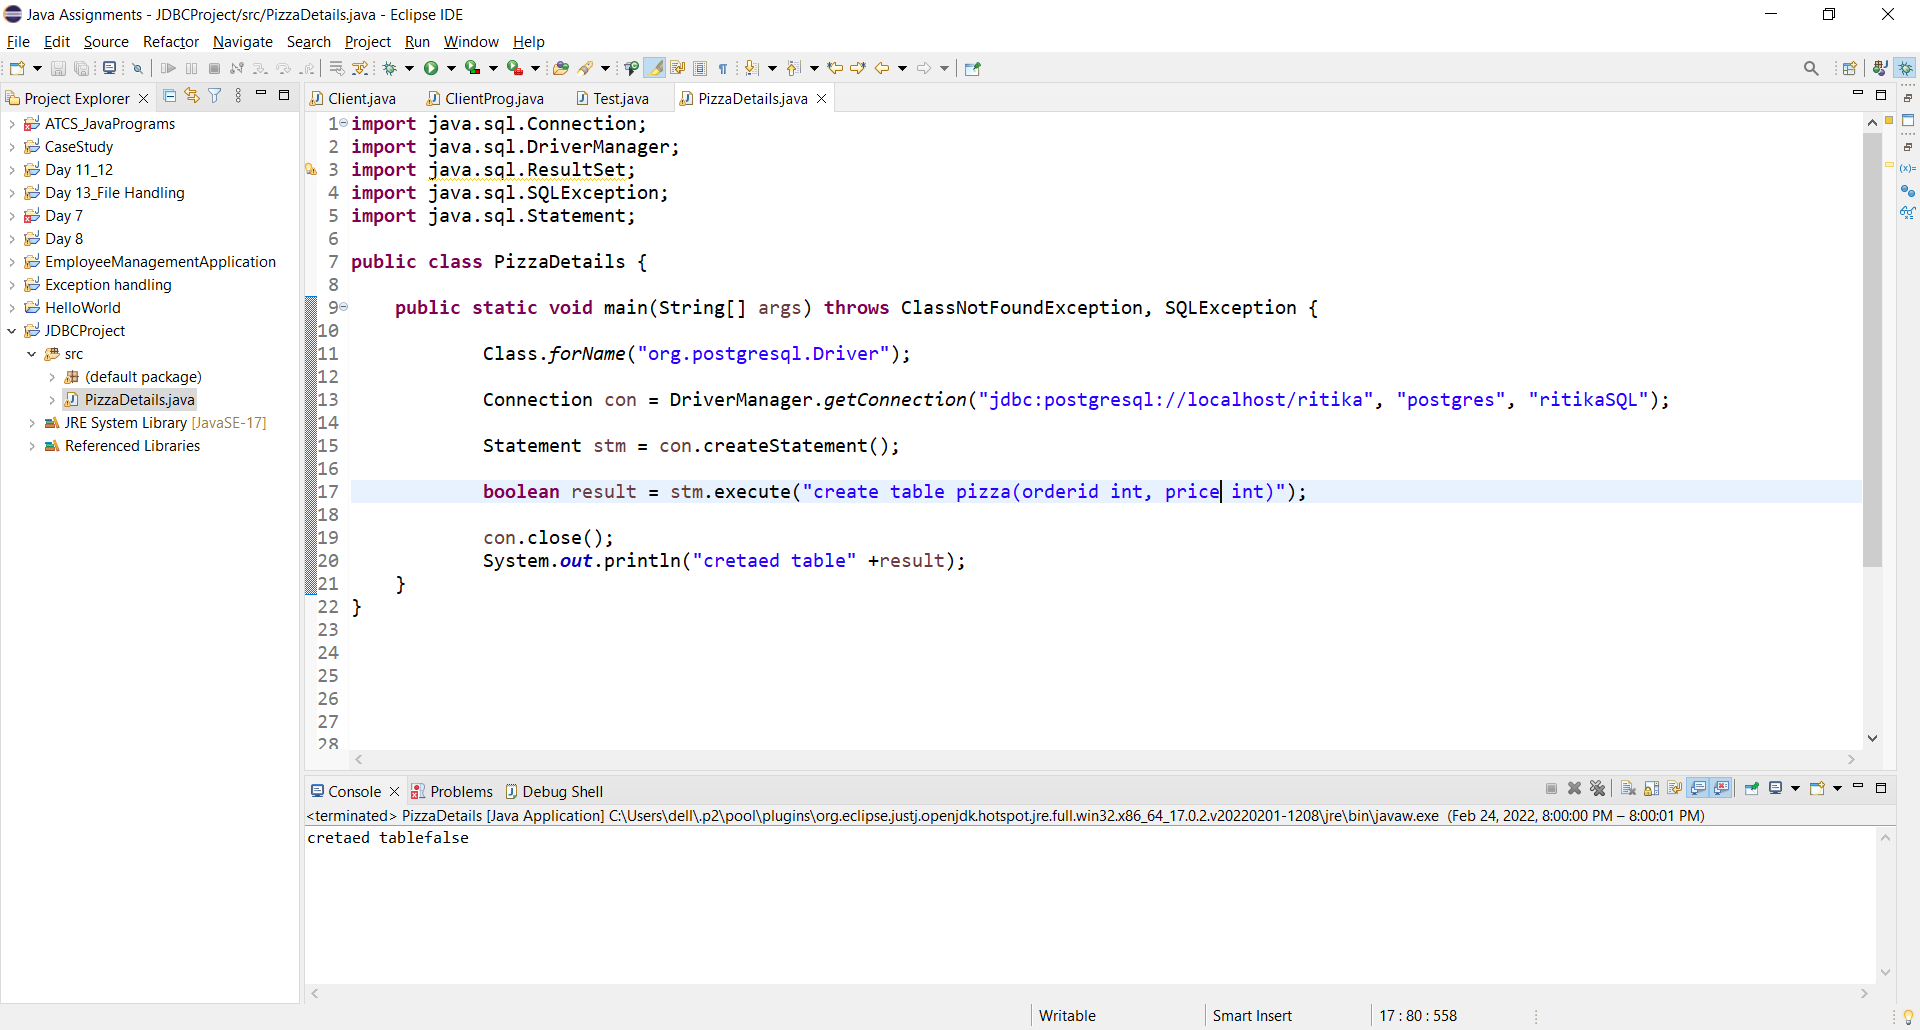 Java Assignments - JDBCProject/src/PizzaDetails.java - Eclipse IDE
File Edit Source Refactor Navigate Search Project Run Window Help
Project Explorer
ATCS_JavaPrograms
CaseStudy
Day 11_12
Day 13_File Handling
Day 7
Day 8
EmployeeManagementApplication
Exception handling
HelloWorld
JDBCProject
src
(default package)
PizzaDetails.java
JRE System Library [JavaSE-17]
Referenced Libraries
Client.java ClientProg.java Test.java PizzaDetails.java
1 import java.sql.Connection;
2 import java.sql.DriverManager;
3 import java.sql.ResultSet;
4 import java.sql.SQLException;
5 import java.sql.Statement;
6
7 public class PizzaDetails {
8
9 public static void main(String[] args) throws ClassNotFoundException, SQLException {
10
11 Class.forName("org.postgresql.Driver");
12
13 Connection con = DriverManager.getConnection("jdbc:postgresql://localhost/ritika", "postgres", "ritikaSQL");
14
15 Statement stm = con.createStatement();
16
17 boolean result = stm.execute("create table pizza(orderid int, price int)");
18
19 con.close();
20 System.out.println("cretaed table" +result);
21 }
22 }
23
24
25
26
27
28
Console Problems Debug Shell
<terminated> PizzaDetails [Java Application] C:\Users\dell\.p2\pool\plugins\org.eclipse.justj.openjdk.hotspot.jre.full.win32.x86_64_17.0.2.v20220201-1208\jre\bin\javaw.exe (Feb 24, 2022, 8:00:00 PM – 8:00:01 PM)
cretaed tablefalse
Writable Smart Insert 17 : 80 : 558